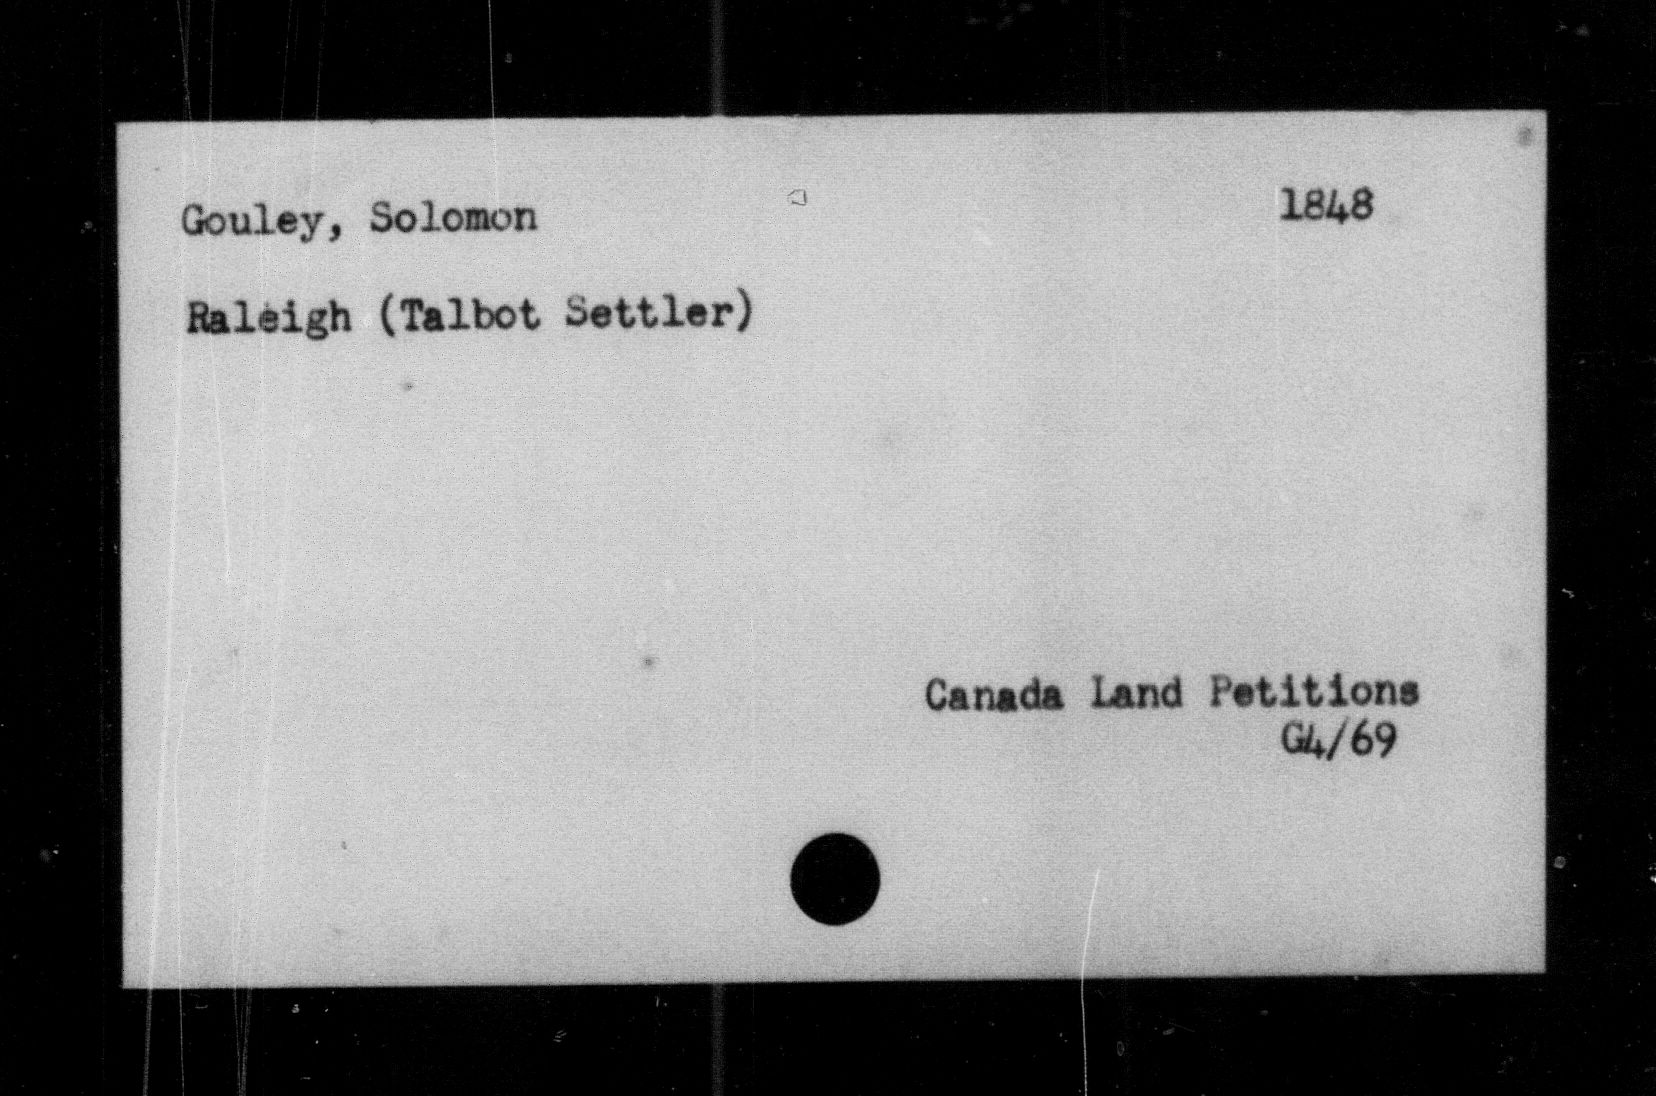 Gouley, Solomon 1848
Raleigh (Talbot Settler)
Canada Land Petitions
G4/69